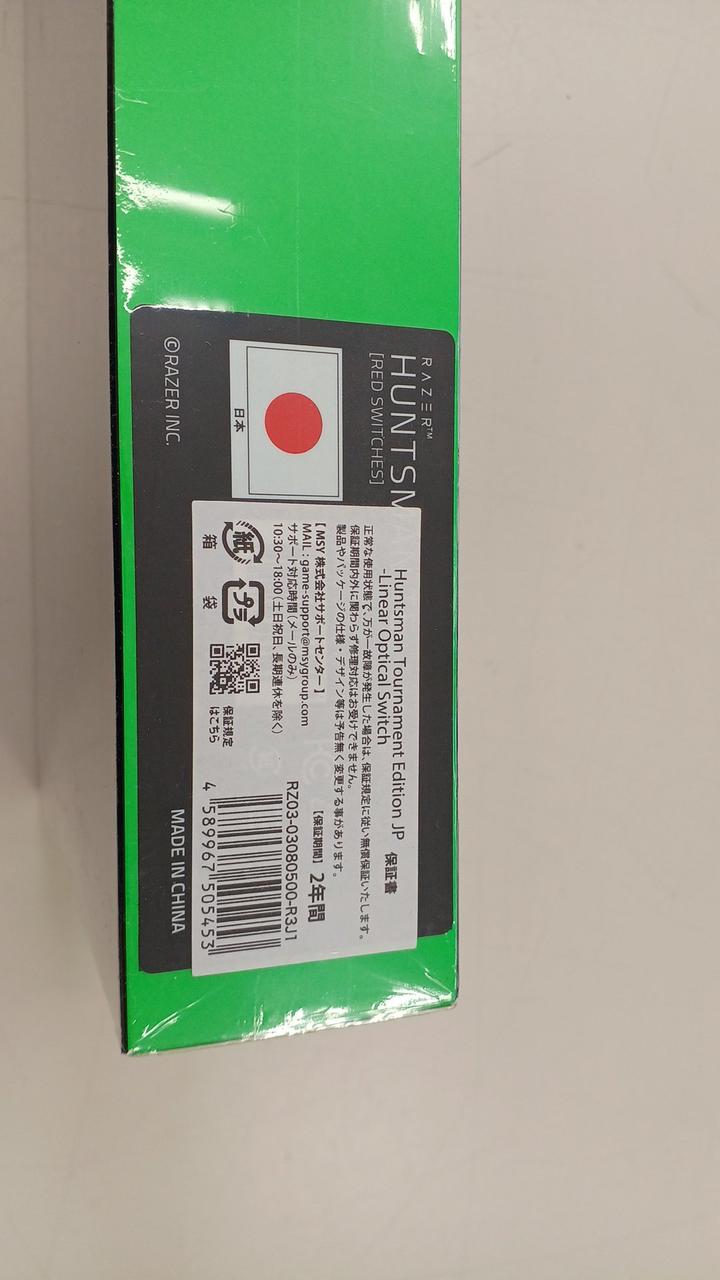 RAZER™
HUNTSM
[RED SWITCHES]
日本
©RAZER INC.
MADE IN CHINA
Huntsman Tournament Edition JP 保証書
-Linear Optical Switch
正常な使用状態で、万が一故障が発生した場合は、保証規定に従い無償保証いたします。
保証期間内外に関わらず修理対応はお受けできません。
製品やパッケージの仕様・デザイン等は予告無く変更する事があります。
【MSY 株式会社サポートセンター】
MAIL : game-support@msygroup.com
サポート対応時間（メールのみ）
10:30～18:00（土日祝日、長期連休を除く）
【保証期間】 2年間
RZ03-03080500-R3J1
紙
箱
プラ
袋
保証規定
はこちら
4 589967 505453